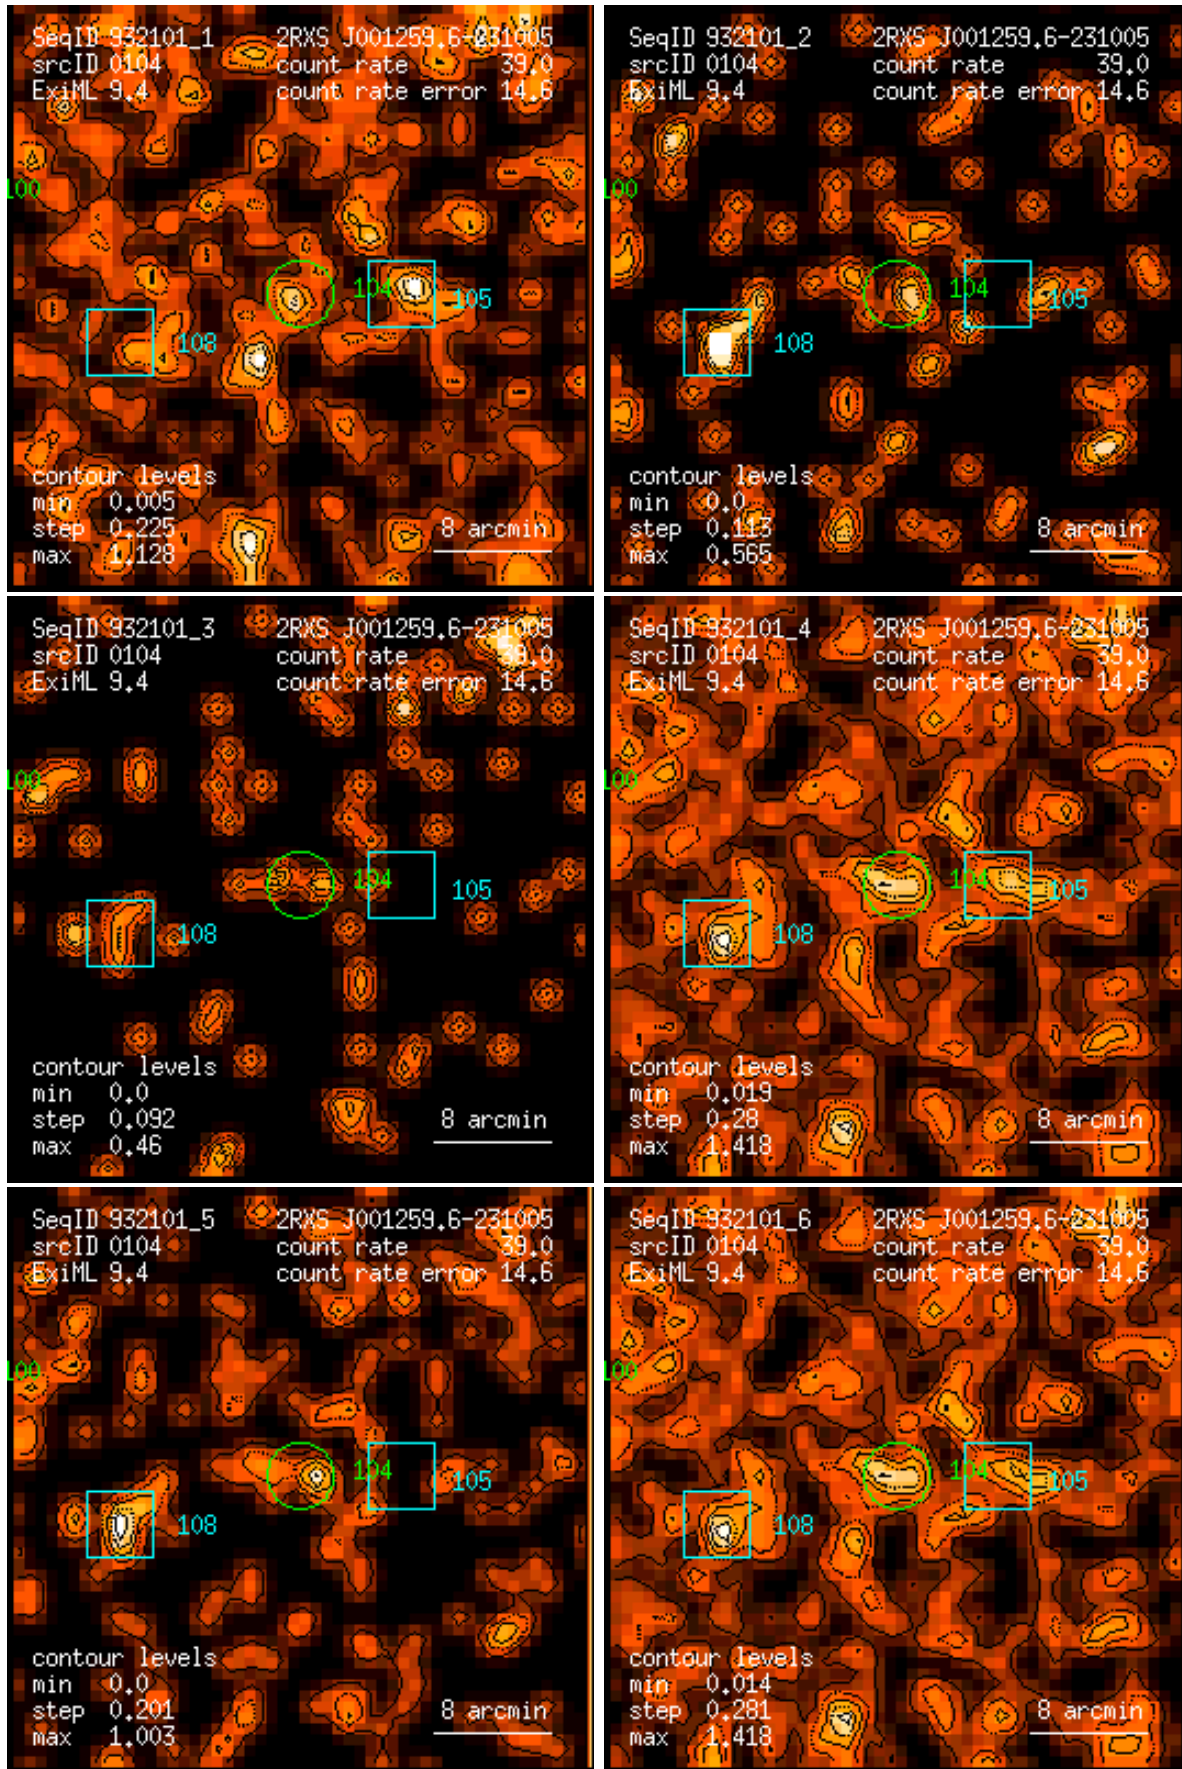 SeqID 932101_1 2RXS J001259.6-231005
srcID 0104 count rate 39.0
ExiML 9.4 count rate error 14.6
100
104
105
108
contour levels
min 0.005
step 0.225 8 arcmin
max 1.128
SeqID 932101_2 2RXS J001259.6-231005
srcID 0104 count rate 39.0
ExiML 9.4 count rate error 14.6
100
104
105
108
contour levels
min 0.0
step 0.113 8 arcmin
max 0.565
SeqID 932101_3 2RXS J001259.6-231005
srcID 0104 count rate 39.0
ExiML 9.4 count rate error 14.6
100
104
105
108
contour levels
min 0.0
step 0.092 8 arcmin
max 0.46
SeqID 932101_4 2RXS J001259.6-231005
srcID 0104 count rate 39.0
ExiML 9.4 count rate error 14.6
100
104
105
108
contour levels
min 0.019
step 0.28 8 arcmin
max 1.418
SeqID 932101_5 2RXS J001259.6-231005
srcID 0104 count rate 39.0
ExiML 9.4 count rate error 14.6
100
104
105
108
contour levels
min 0.0
step 0.201 8 arcmin
max 1.003
SeqID 932101_6 2RXS J001259.6-231005
srcID 0104 count rate 39.0
ExiML 9.4 count rate error 14.6
100
104
105
108
contour levels
min 0.014
step 0.281 8 arcmin
max 1.418